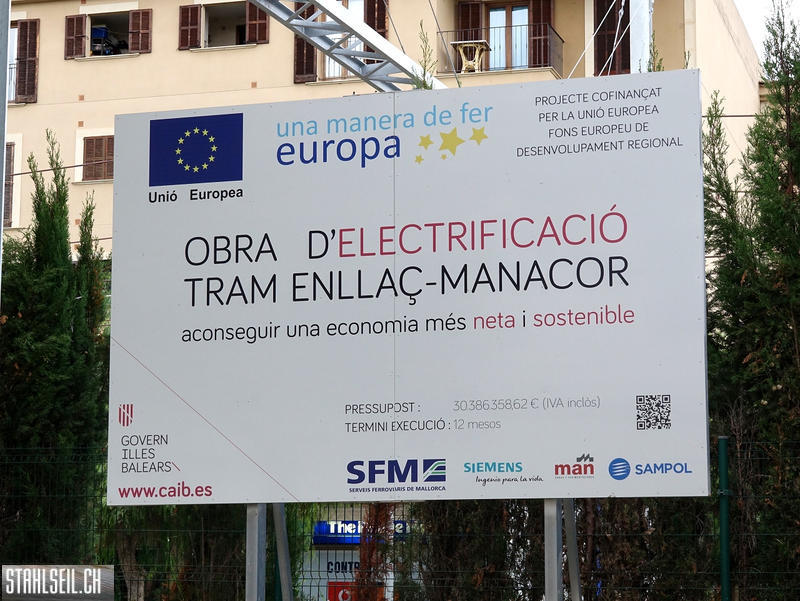 Unió Europea
una manera de fer
europa
PROJECTE COFINANÇAT
PER LA UNIÓ EUROPEA
FONS EUROPEU DE
DESENVOLUPAMENT REGIONAL
OBRA D'ELECTRIFICACIÓ
TRAM ENLLAÇ-MANACOR
aconseguir una economia més neta i sostenible
PRESSUPOST : 30.386.358,62 € (IVA inclòs)
TERMINI EXECUCIÓ : 12 mesos
GOVERN
ILLES
BALEARS
www.caib.es
SFM
SERVEIS FERROVIARIS DE MALLORCA
SIEMENS
Ingenio para la vida
man
SAMPOL
The
CONT
STAHLSEIL.CH